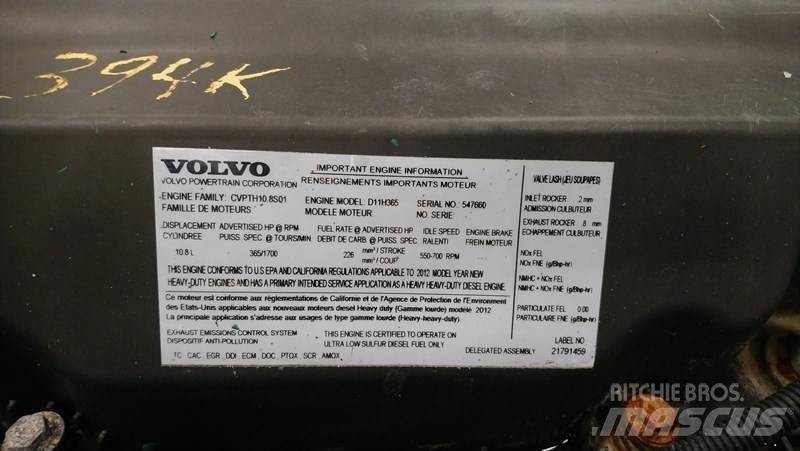 394K
VOLVO
VOLVO POWERTRAIN CORPORATION
IMPORTANT ENGINE INFORMATION
RENSEIGNEMENTS IMPORTANTS MOTEUR
ENGINE FAMILY: CVPTH10.8S01 ENGINE MODEL: D11H365 SERIAL NO: 547660
FAMILLE DE MOTEURS MODELE MOTEUR NO. SERIE:
DISPLACEMENT ADVERTISED HP @ RPM FUEL RATE @ ADVERTISED HP IDLE SPEED ENGINE BRAKE
CYLINDREE PUISS. SPEC. @ TOURS/MIN DEBIT DE CARB. @ PUISS. SPEC. RALENTI FREIN MOTEUR
10.8 L 365/1700 226 mm³ / STROKE 550-700 RPM
mm³ / COUP
THIS ENGINE CONFORMS TO U.S EPA AND CALIFORNIA REGULATIONS APPLICABLE TO 2012 MODEL YEAR NEW
HEAVY-DUTY ENGINES AND HAS A PRIMARY INTENDED SERVICE APPLICATION AS A HEAVY HEAVY-DUTY DIESEL ENGINE.
Ce moteur est conforme aux règlementations de Californie et de l'Agence de Protection de l'Environment
des Etats-Unis applicables aux nouveaux moteurs diesel Heavy duty (Gamme lourde) modèle 2012
La principale application s'adresse aux usages de type gamme lourde (Heavy-heavy-duty).
EXHAUST EMISSIONS CONTROL SYSTEM THIS ENGINE IS CERTIFIED TO OPERATE ON
DISPOSITIF ANTI-POLLUTION ULTRA LOW SULFUR DIESEL FUEL ONLY
TC, CAC, EGR, DDI, ECM, DOC, PTOX, SCR, AMOX, DELEGATED ASSEMBLY
VALVE LASH (JEU SOUPAPES)
INLET ROCKER .2 mm
ADMISSION CULBUTEUR
EXHAUST ROCKER .8 mm
ECHAPPEMENT CULBUTEUR
NOx FEL
NOx FNE (g/Bhp-hr)
NMHC + NOx FEL
NMHC + NOx FNE (g/Bhp-hr)
PARTICULATE FEL 0.00
PARTICULAIRE FNE (g/Bhp-hr)
LABEL NO
21791459
RITCHIE BROS.
MASCUS